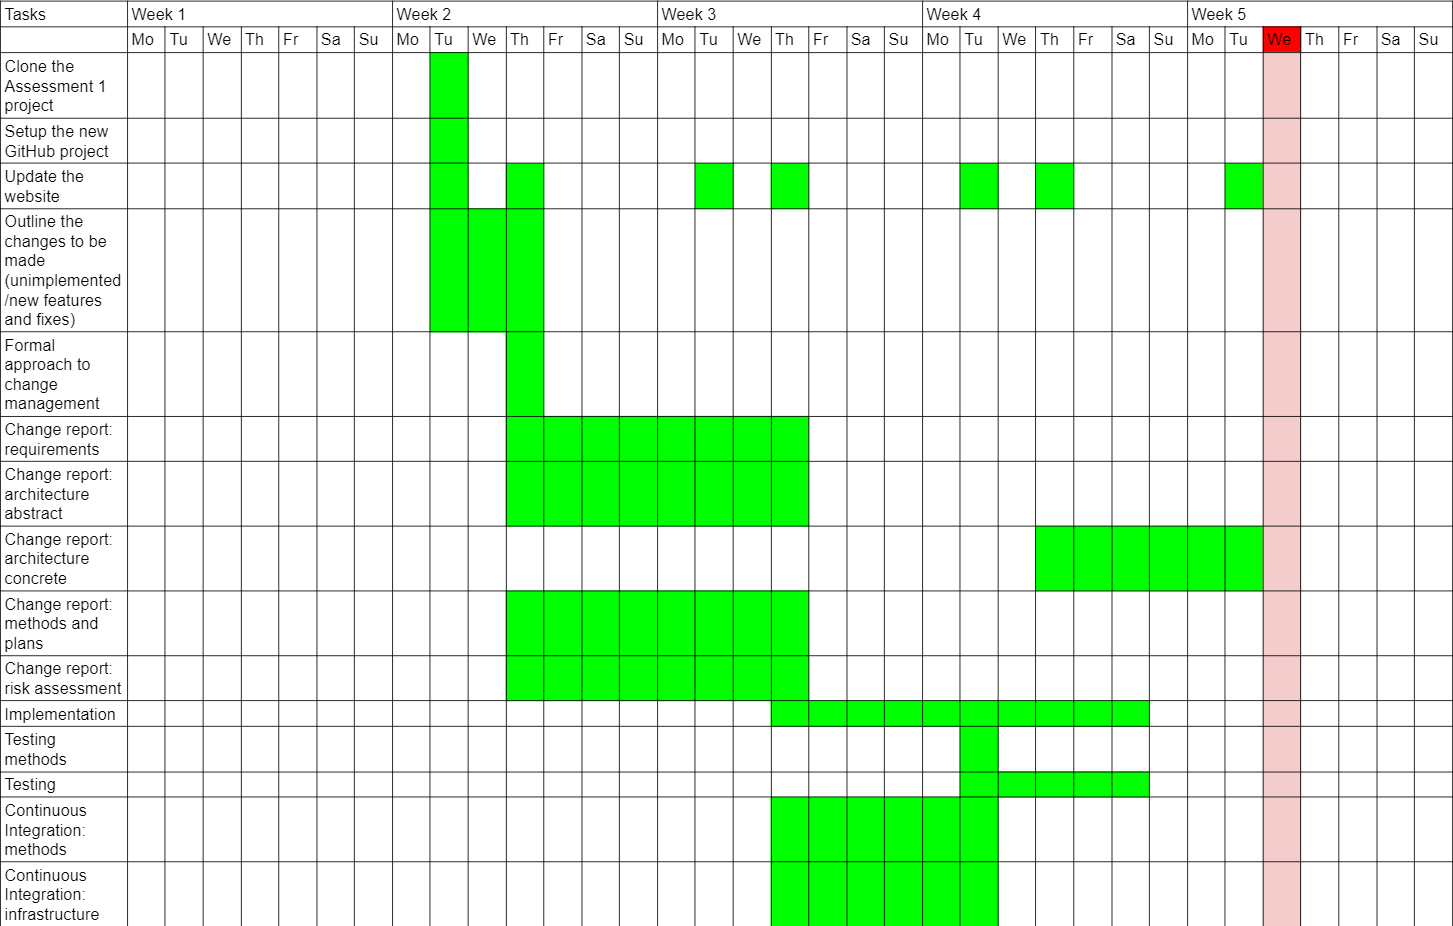 Tasks Week 1 Week 2 Week 3 Week 4 Week 5
Mo Tu We Th Fr Sa Su Mo Tu We Th Fr Sa Su Mo Tu We Th Fr Sa Su Mo Tu We Th Fr Sa Su Mo Tu We Th Fr Sa Su
Clone the
Assessment 1
project
Setup the new
GitHub project
Update the
website
Outline the
changes to be
made
(unimplemented
/new features
and fixes)
Formal
approach to
change
management
Change report:
requirements
Change report:
architecture
abstract
Change report:
architecture
concrete
Change report:
methods and
plans
Change report:
risk assessment
Implementation
Testing
methods
Testing
Continuous
Integration:
methods
Continuous
Integration:
infrastructure